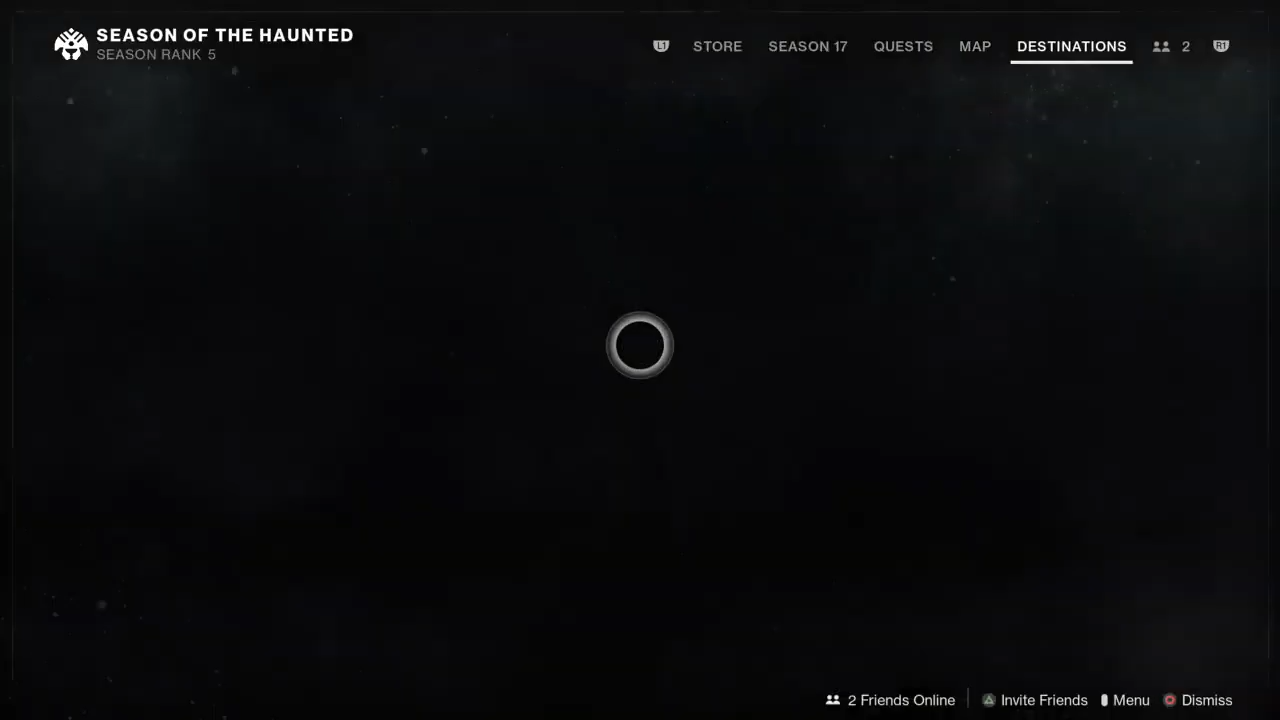 SEASON OF THE HAUNTED
SEASON RANK 5
L1 STORE SEASON 17 QUESTS MAP DESTINATIONS 2 R1
2 Friends Online Invite Friends Menu Dismiss